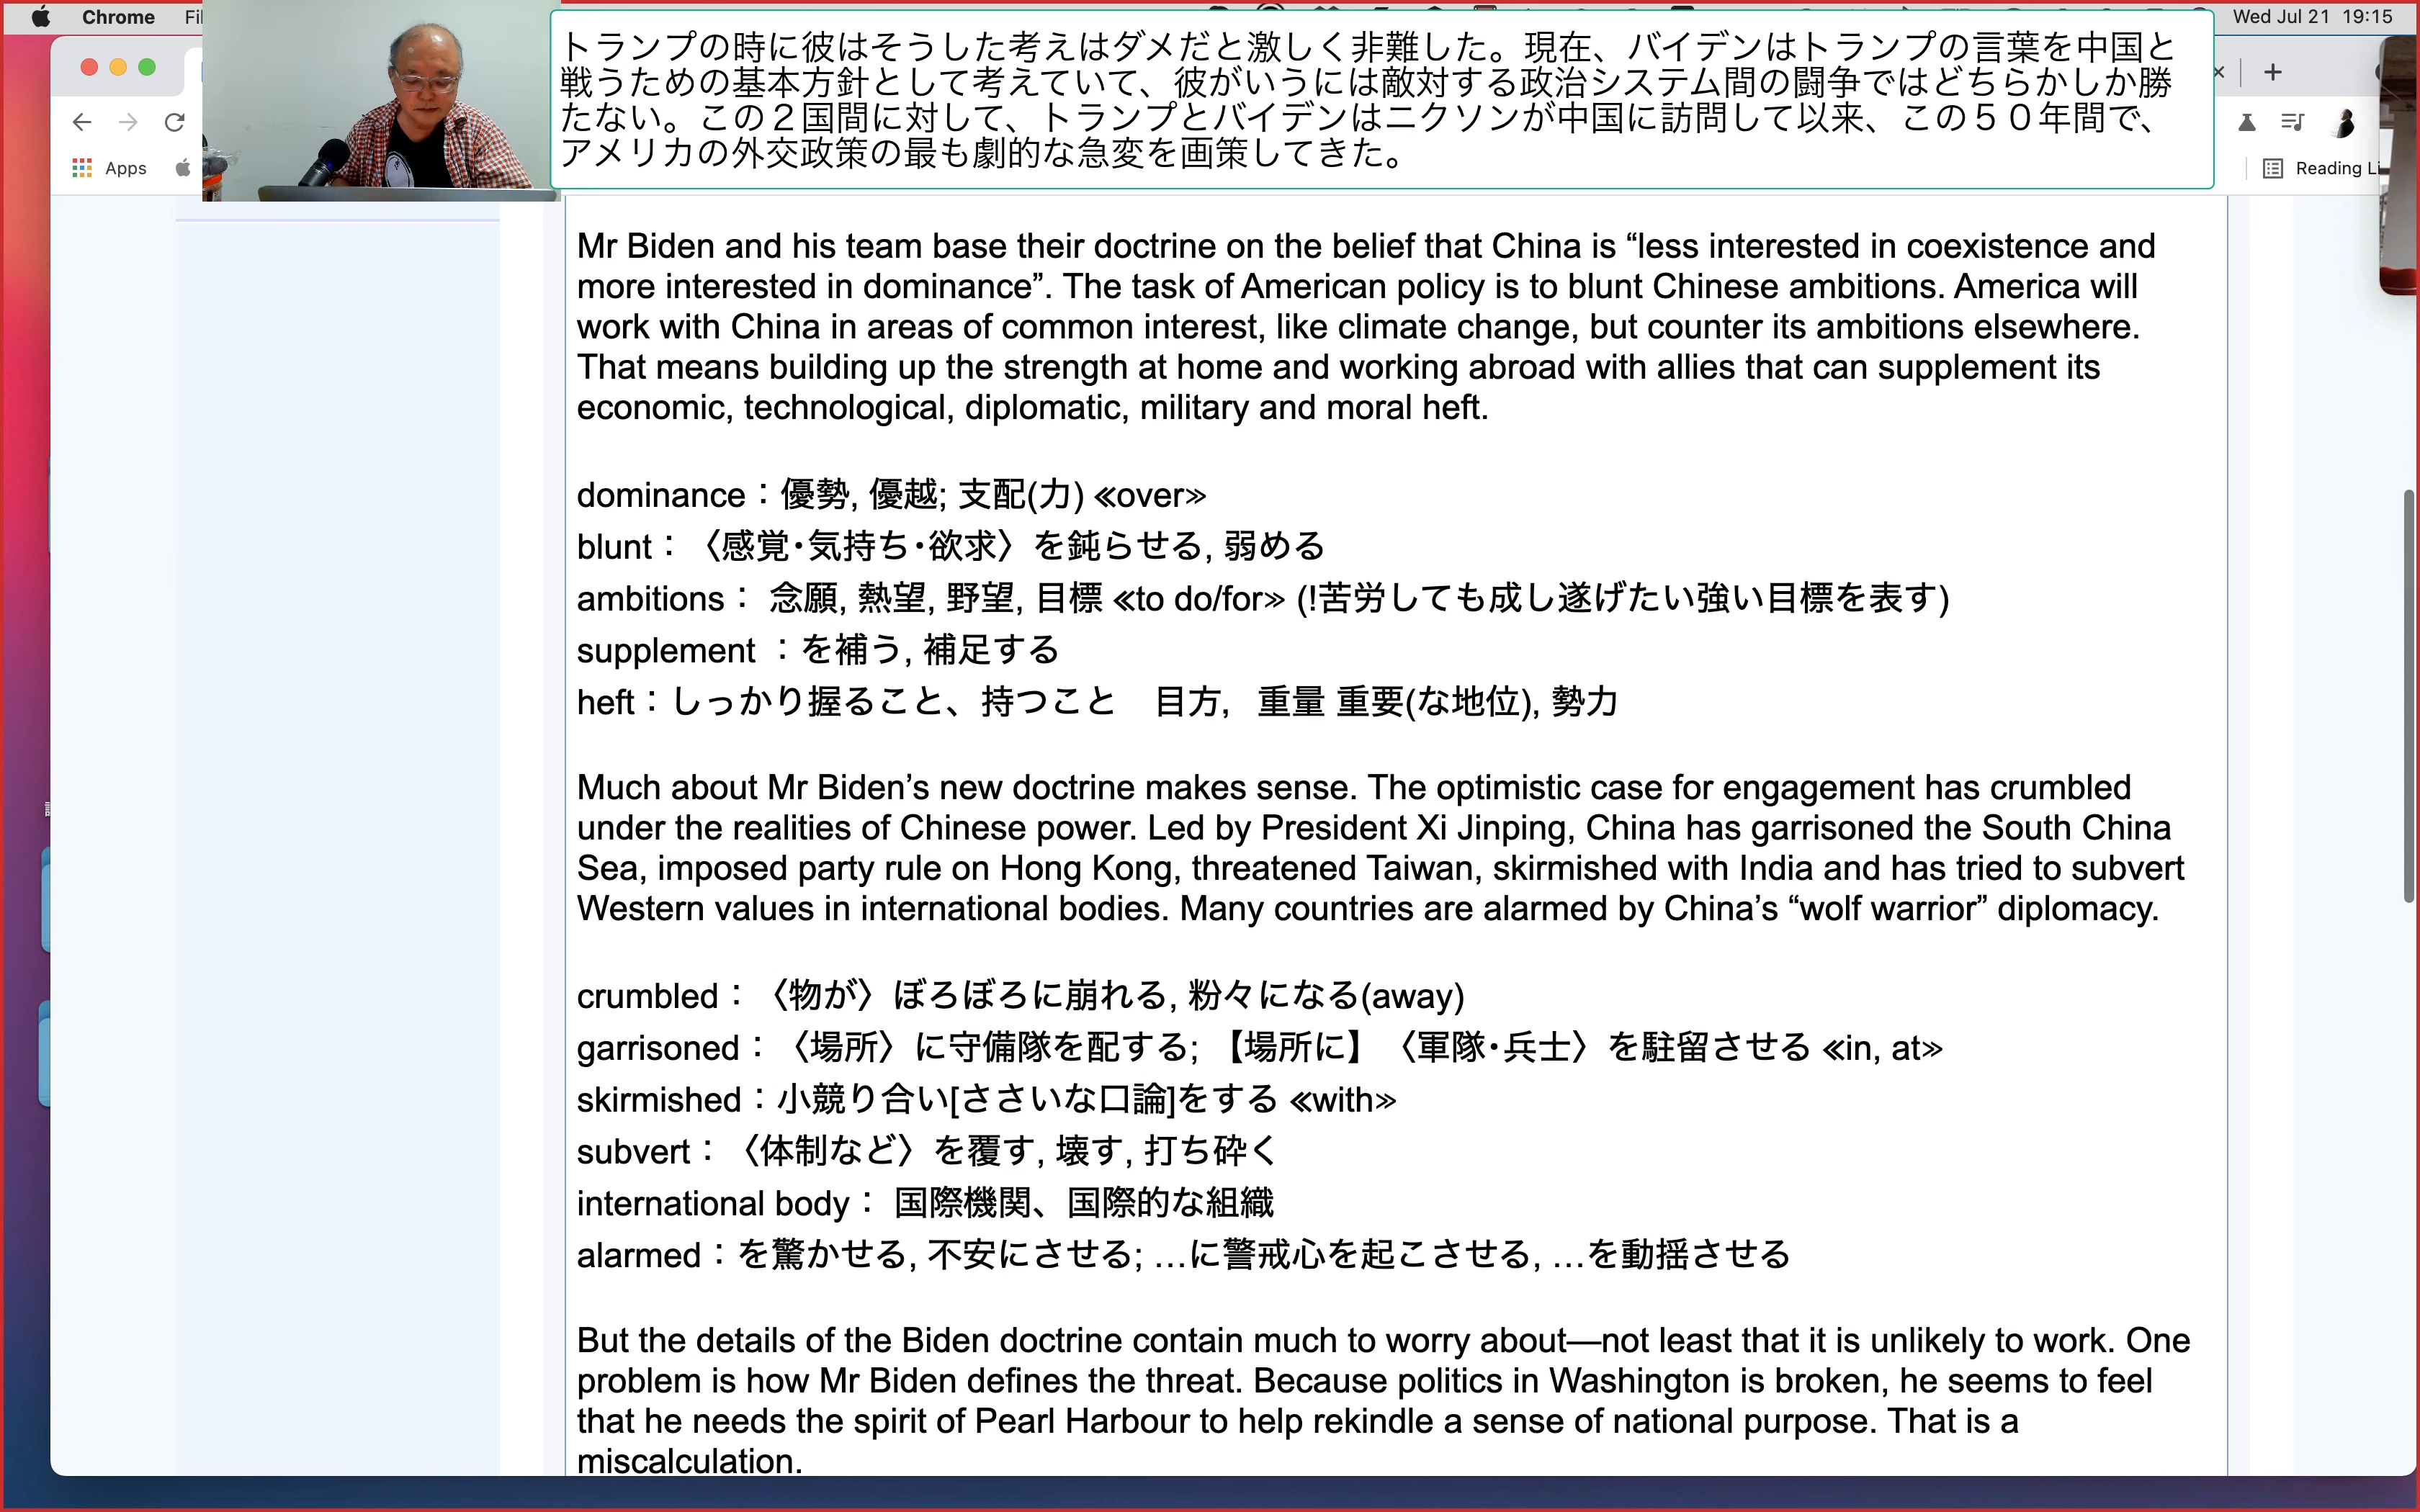 Chrome
Wed Jul 21 19:15
トランプの時に彼はそうした考えはダメだと激しく非難した。現在、バイデンはトランプの言葉を中国と
戦うための基本方針として考えていて、彼がいうには敵対する政治システム間の闘争ではどちらかしか勝
たない。この２国間に対して、トランプとバイデンはニクソンが中国に訪問して以来、この５０年間で、
アメリカの外交政策の最も劇的な急変を画策してきた。
Apps
Reading Li
Mr Biden and his team base their doctrine on the belief that China is “less interested in coexistence and
more interested in dominance”. The task of American policy is to blunt Chinese ambitions. America will
work with China in areas of common interest, like climate change, but counter its ambitions elsewhere.
That means building up the strength at home and working abroad with allies that can supplement its
economic, technological, diplomatic, military and moral heft.
dominance：優勢, 優越; 支配(力) ≪over≫
blunt：〈感覚･気持ち･欲求〉を鈍らせる, 弱める
ambitions： 念願, 熱望, 野望, 目標 ≪to do/for≫ (!苦労しても成し遂げたい強い目標を表す)
supplement ：を補う, 補足する
heft：しっかり握ること、持つこと　目方,　重量 重要(な地位), 勢力
Much about Mr Biden’s new doctrine makes sense. The optimistic case for engagement has crumbled
under the realities of Chinese power. Led by President Xi Jinping, China has garrisoned the South China
Sea, imposed party rule on Hong Kong, threatened Taiwan, skirmished with India and has tried to subvert
Western values in international bodies. Many countries are alarmed by China’s “wolf warrior” diplomacy.
crumbled：〈物が〉ぼろぼろに崩れる, 粉々になる(away)
garrisoned：〈場所〉に守備隊を配する; 【場所に】〈軍隊･兵士〉を駐留させる ≪in, at≫
skirmished：小競り合い[ささいな口論]をする ≪with≫
subvert：〈体制など〉を覆す, 壊す, 打ち砕く
international body： 国際機関、国際的な組織
alarmed：を驚かせる, 不安にさせる; …に警戒心を起こさせる, …を動揺させる
But the details of the Biden doctrine contain much to worry about—not least that it is unlikely to work. One
problem is how Mr Biden defines the threat. Because politics in Washington is broken, he seems to feel
that he needs the spirit of Pearl Harbour to help rekindle a sense of national purpose. That is a
miscalculation.